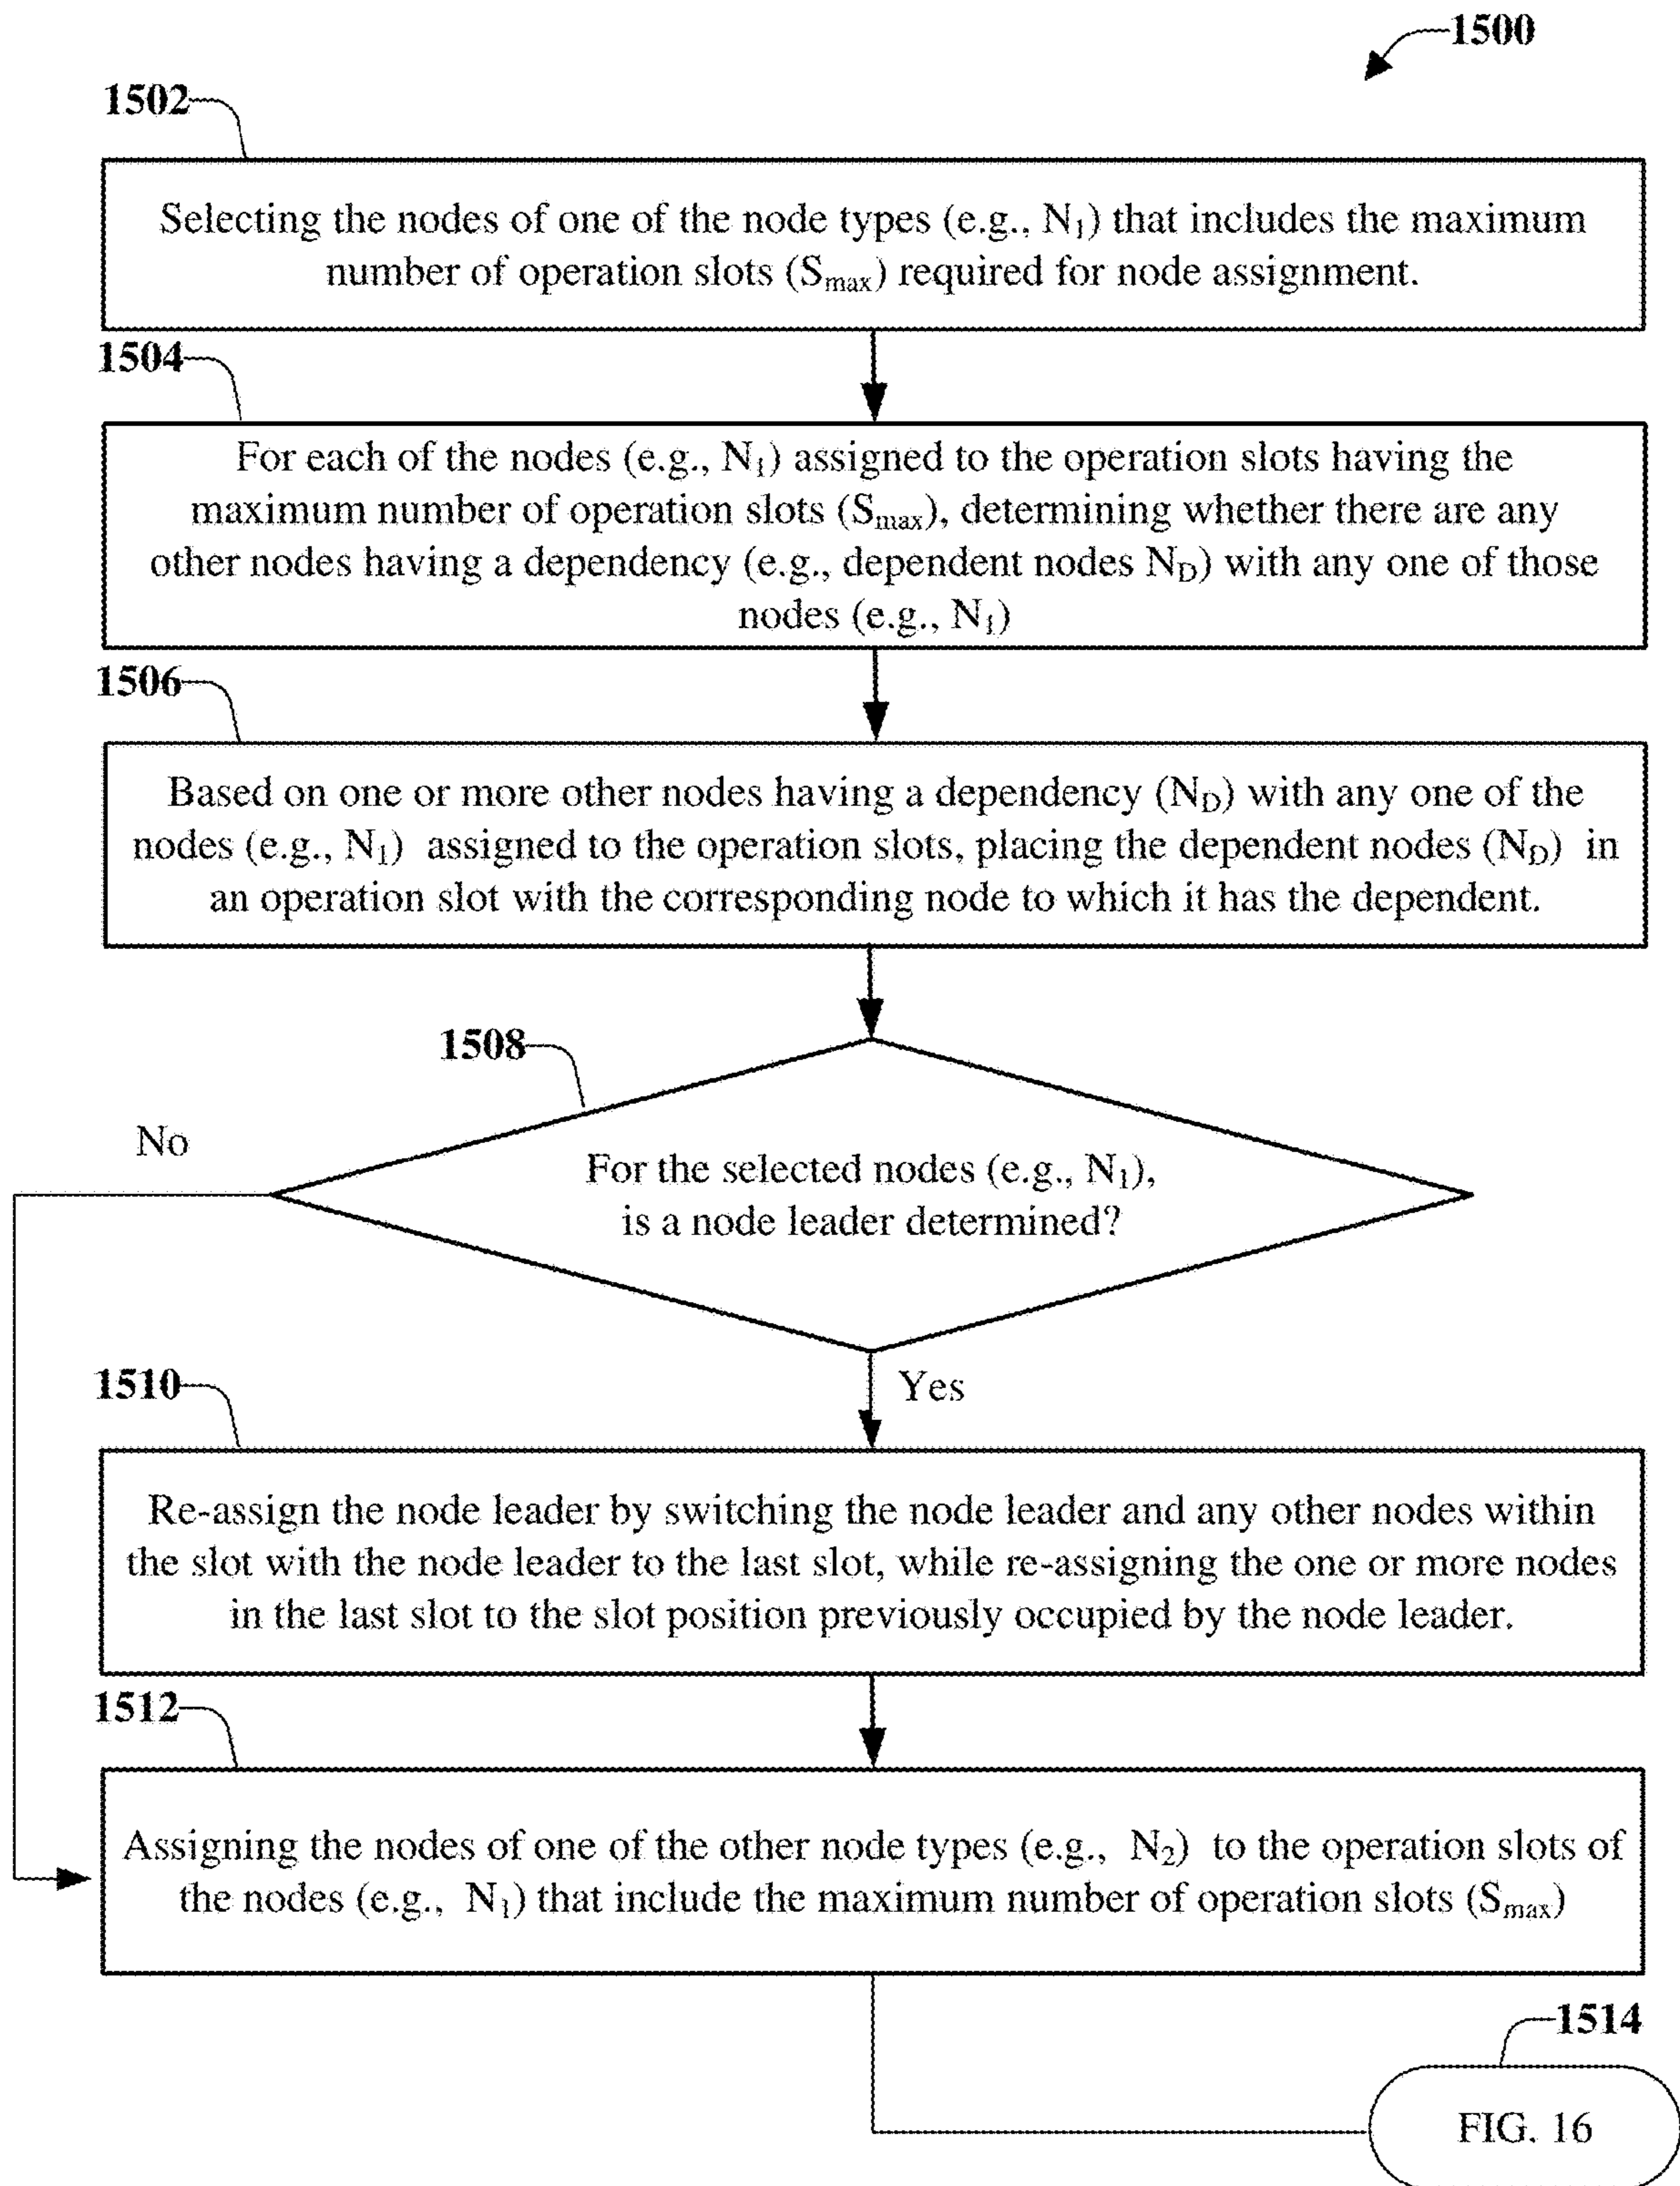 1500
1502
Selecting the nodes of one of the node types (e.g., N₁) that includes the maximum
number of operation slots (Sₘₐₓ) required for node assignment.
1504
For each of the nodes (e.g., N₁) assigned to the operation slots having the
maximum number of operation slots (Sₘₐₓ), determining whether there are any
other nodes having a dependency (e.g., dependent nodes N_D) with any one of those
nodes (e.g., N₁)
1506
Based on one or more other nodes having a dependency (N_D) with any one of the
nodes (e.g., N₁) assigned to the operation slots, placing the dependent nodes (N_D) in
an operation slot with the corresponding node to which it has the dependent.
1508
No
For the selected nodes (e.g., N₁),
is a node leader determined?
1510
Yes
Re-assign the node leader by switching the node leader and any other nodes within
the slot with the node leader to the last slot, while re-assigning the one or more nodes
in the last slot to the slot position previously occupied by the node leader.
1512
Assigning the nodes of one of the other node types (e.g., N₂) to the operation slots of
the nodes (e.g., N₁) that include the maximum number of operation slots (Sₘₐₓ)
1514
FIG. 16